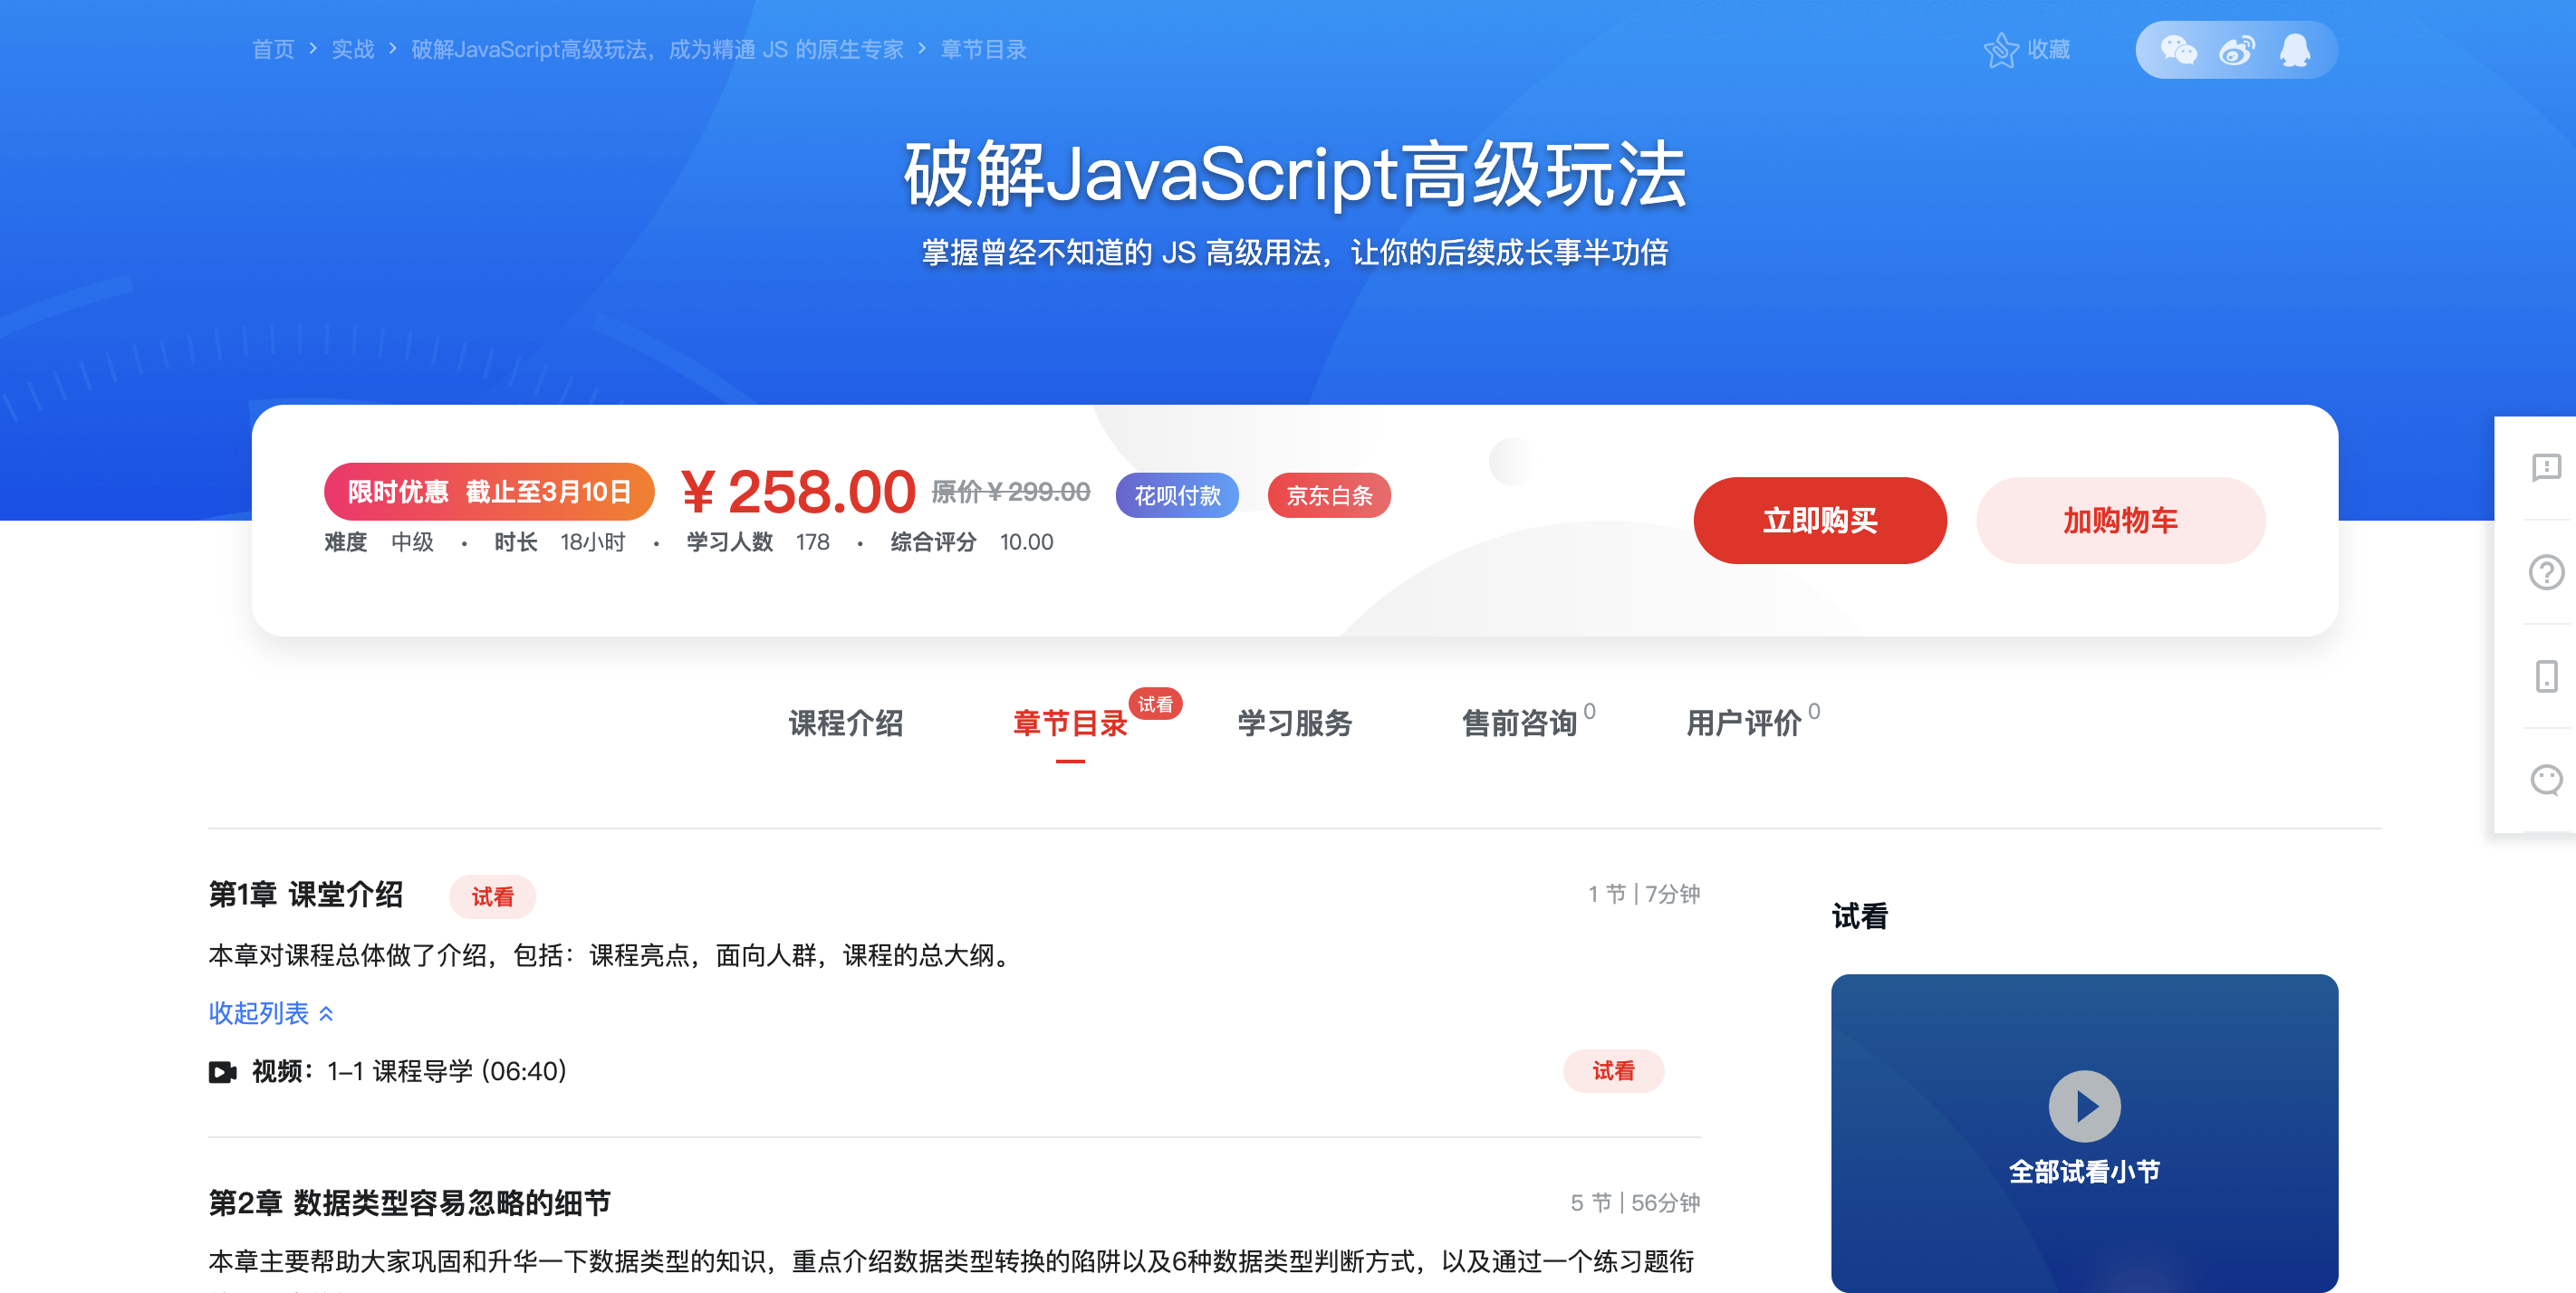 首页 > 实战 > 破解JavaScript高级玩法，成为精通 JS 的原生专家 > 章节目录
收藏
破解JavaScript高级玩法
掌握曾经不知道的 JS 高级用法，让你的后续成长事半功倍
限时优惠 截止至3月10日 ¥ 258.00 原价 ¥ 299.00 花呗付款 京东白条
难度 中级 · 时长 18小时 · 学习人数 178 · 综合评分 10.00
立即购买 加购物车
课程介绍 章节目录 试看 学习服务 售前咨询 0 用户评价 0
第1章 课堂介绍 试看 1 节 | 7分钟
本章对课程总体做了介绍，包括：课程亮点，面向人群，课程的总大纲。
收起列表
视频：1-1 课程导学 (06:40) 试看
第2章 数据类型容易忽略的细节 5 节 | 56分钟
本章主要帮助大家巩固和升华一下数据类型的知识，重点介绍数据类型转换的陷阱以及6种数据类型判断方式，以及通过一个练习题衔
试看
全部试看小节